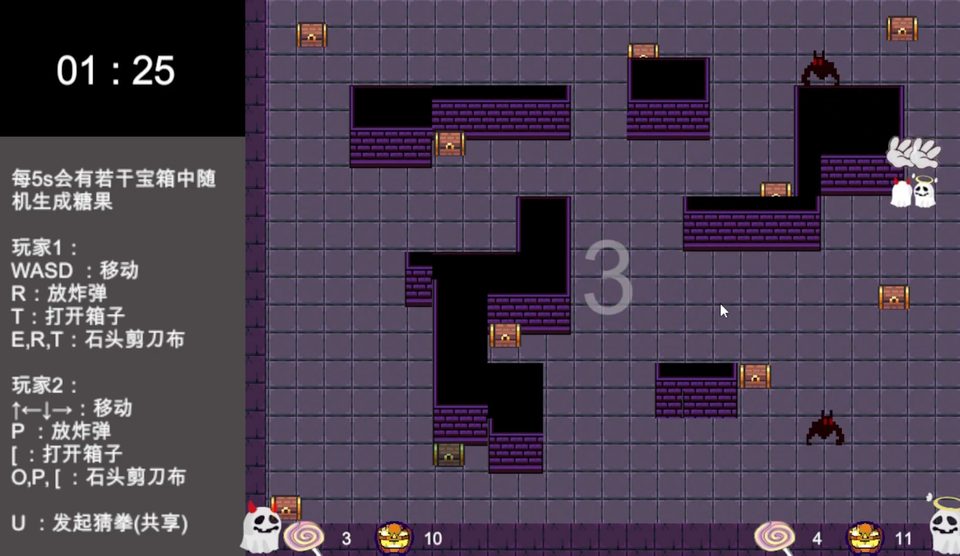 01 : 25
每5s会有若干宝箱中随
机生成糖果
玩家1：
WASD ：移动
R：放炸弹
T：打开箱子
E,R,T：石头剪刀布
玩家2：
↑←↓→：移动
P ：放炸弹
[ ：打开箱子
O,P, [ ：石头剪刀布
U ：发起猜拳(共享)
3
3
10
4
11